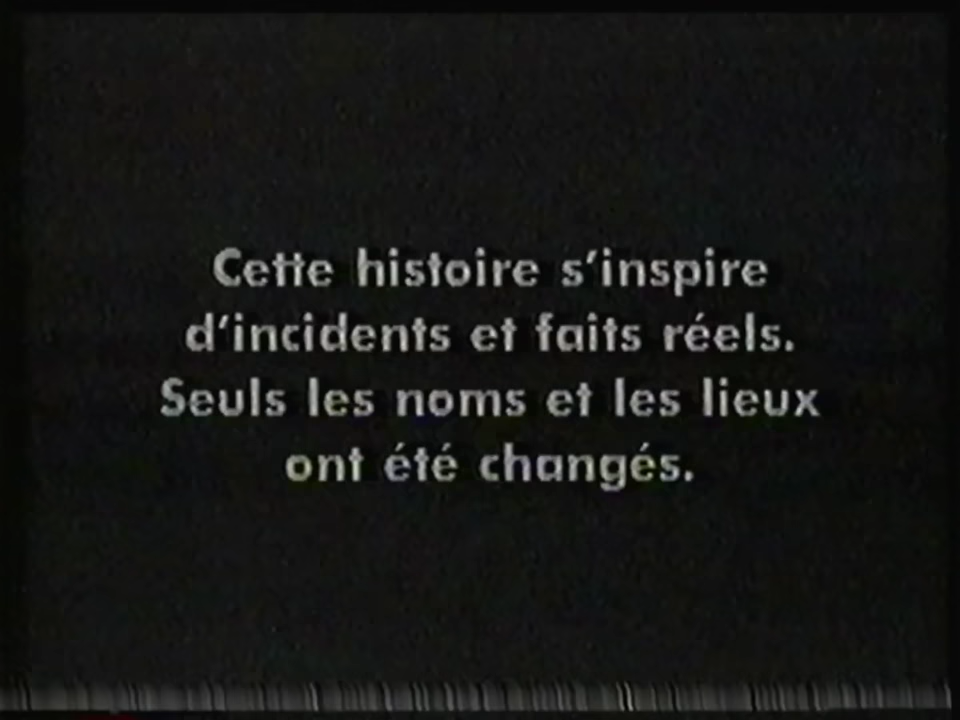 Cette histoire s'inspire
d'incidents et faits réels.
Seuls les noms et les lieux
ont été changés.